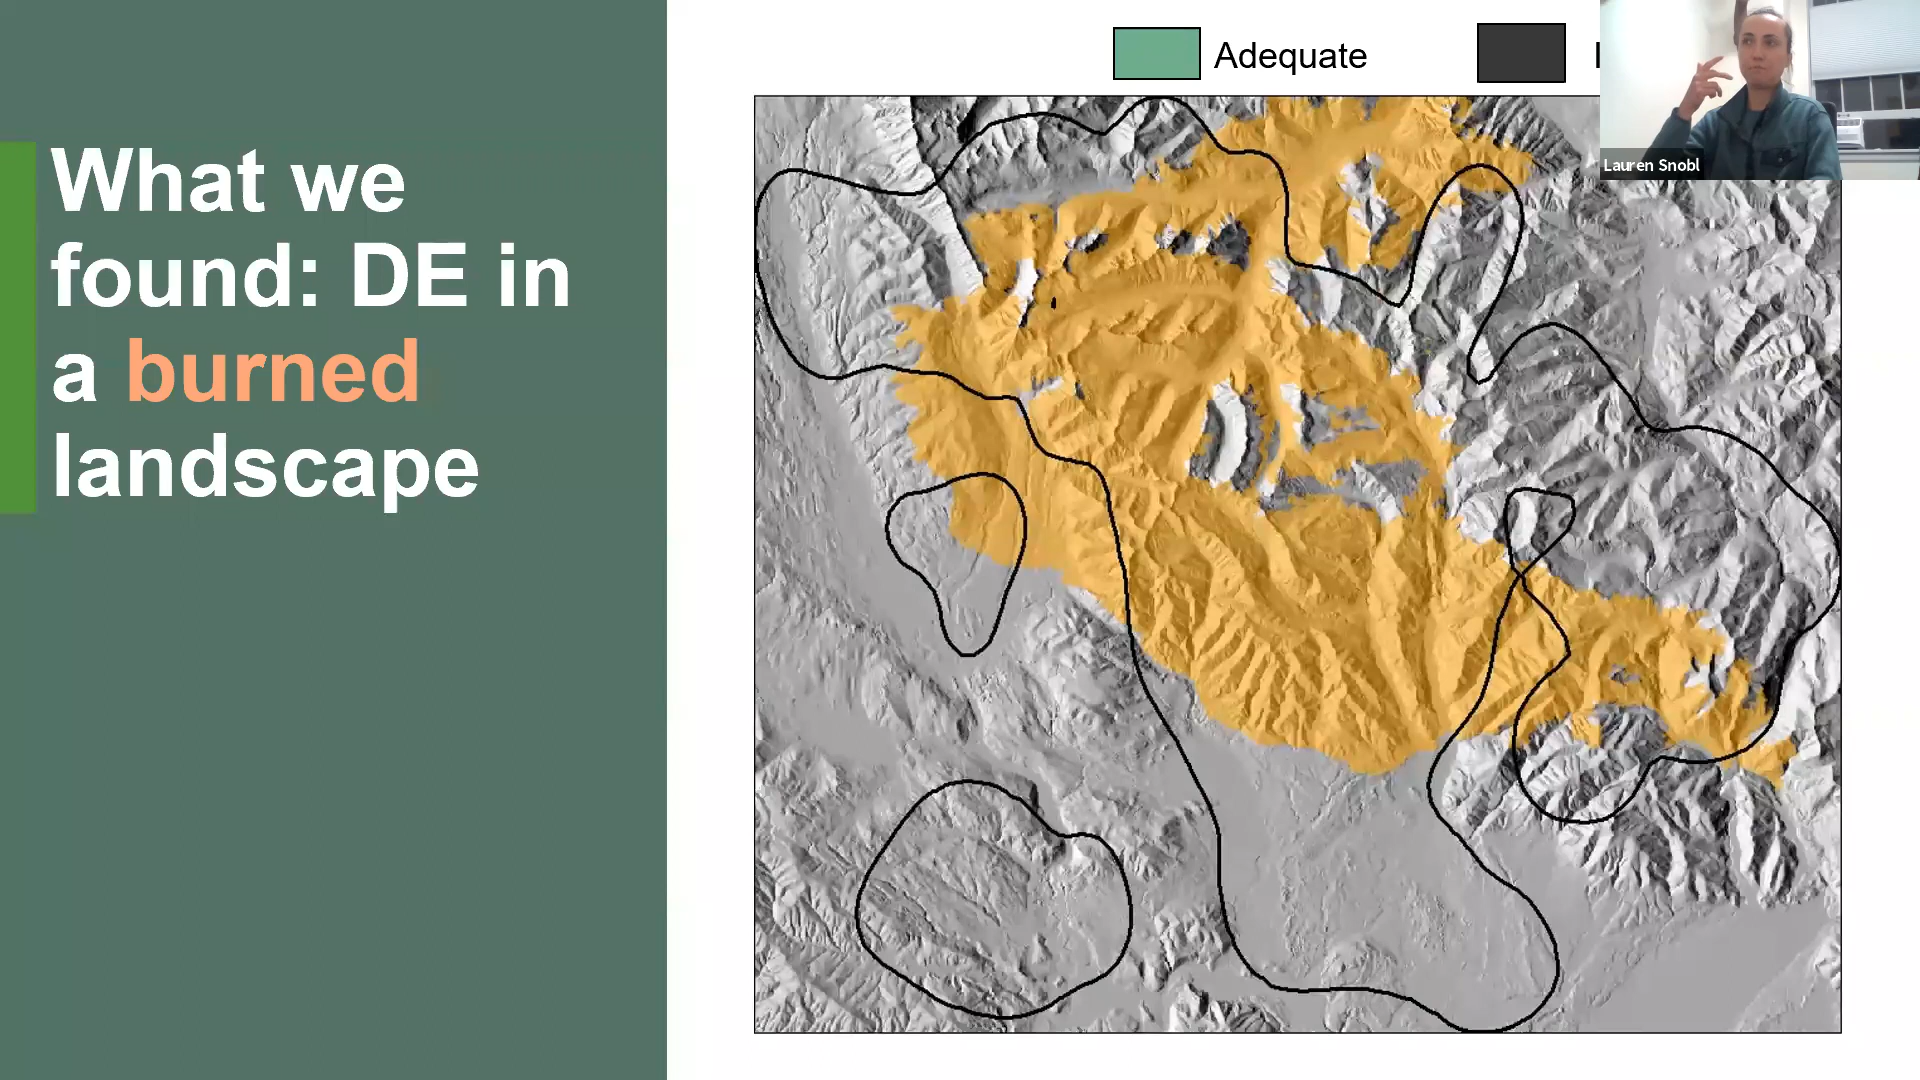 What we
found: DE in
a burned
landscape
Adequate
Lauren Snobl